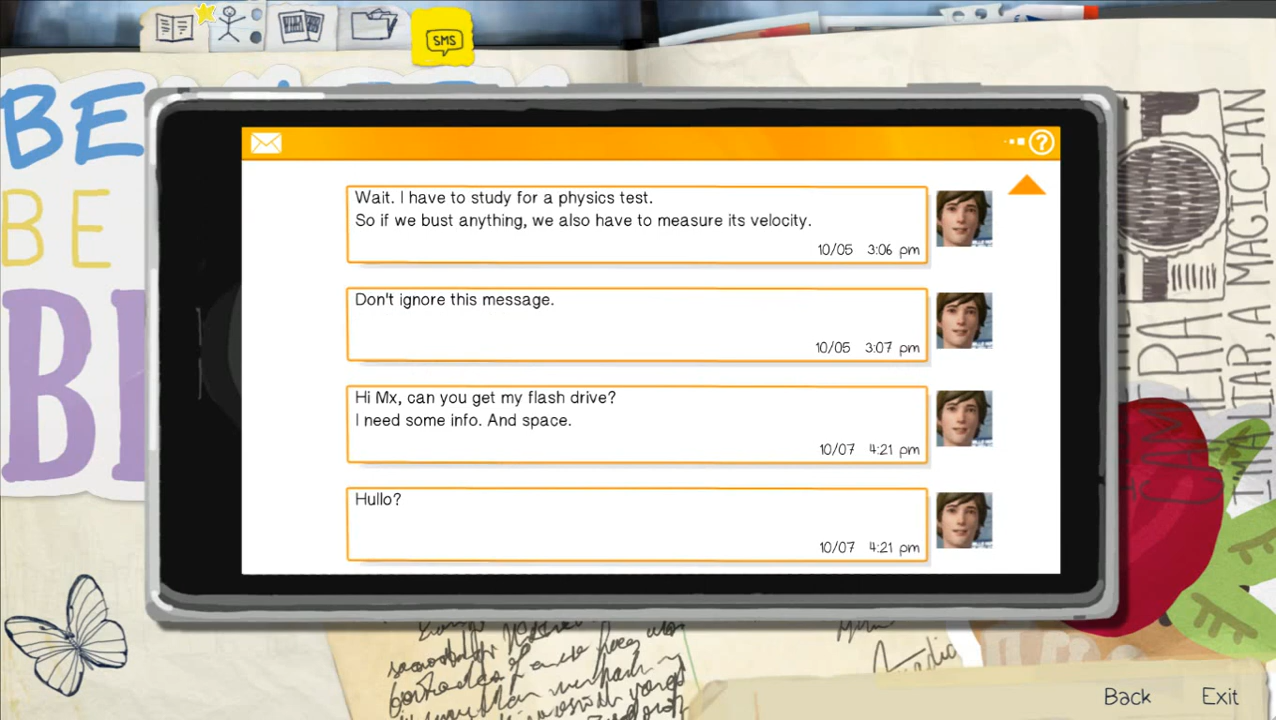 SMS
BE
BE
Wait. I have to study for a physics test.
So if we bust anything, we also have to measure its velocity.
10/05 3:06 pm
Don't ignore this message.
10/05 3:07 pm
Hi Mx, can you get my flash drive?
I need some info. And space.
10/07 4:21 pm
Hullo?
10/07 4:21 pm
CAMERA
A MAGICIAN
Back
Exit